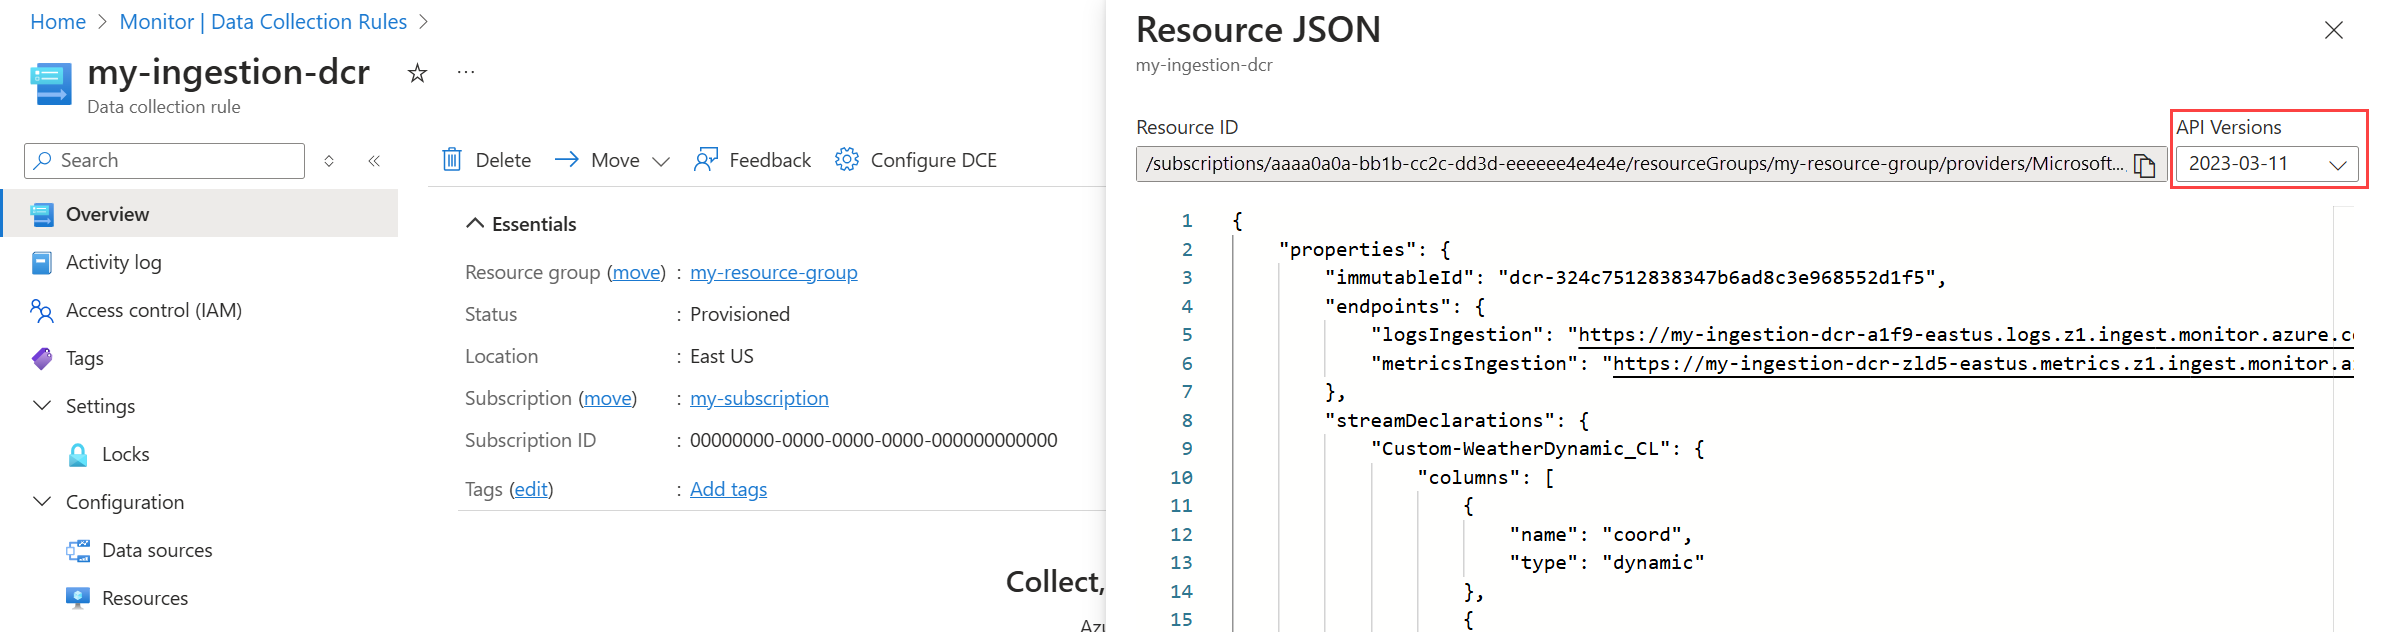 Home > Monitor | Data Collection Rules >
my-ingestion-dcr
Data collection rule
Search
Overview
Activity log
Access control (IAM)
Tags
Settings
Locks
Configuration
Data sources
Resources
Delete Move Feedback Configure DCE
Essentials
Resource group (move) : my-resource-group
Status : Provisioned
Location : East US
Subscription (move) : my-subscription
Subscription ID : 00000000-0000-0000-0000-000000000000
Tags (edit) : Add tags
Collect,
Resource JSON
my-ingestion-dcr
Resource ID
/subscriptions/aaaa0a0a-bb1b-cc2c-dd3d-eeeeee4e4e4e/resourceGroups/my-resource-group/providers/Microsoft...
API Versions
2023-03-11
1 {
2 "properties": {
3 "immutableId": "dcr-324c7512838347b6ad8c3e968552d1f5",
4 "endpoints": {
5 "logsIngestion": "https://my-ingestion-dcr-a1f9-eastus.logs.z1.ingest.monitor.azure.c
6 "metricsIngestion": "https://my-ingestion-dcr-zld5-eastus.metrics.z1.ingest.monitor.a
7 },
8 "streamDeclarations": {
9 "Custom-WeatherDynamic_CL": {
10 "columns": [
11 {
12 "name": "coord",
13 "type": "dynamic"
14 },
15 {